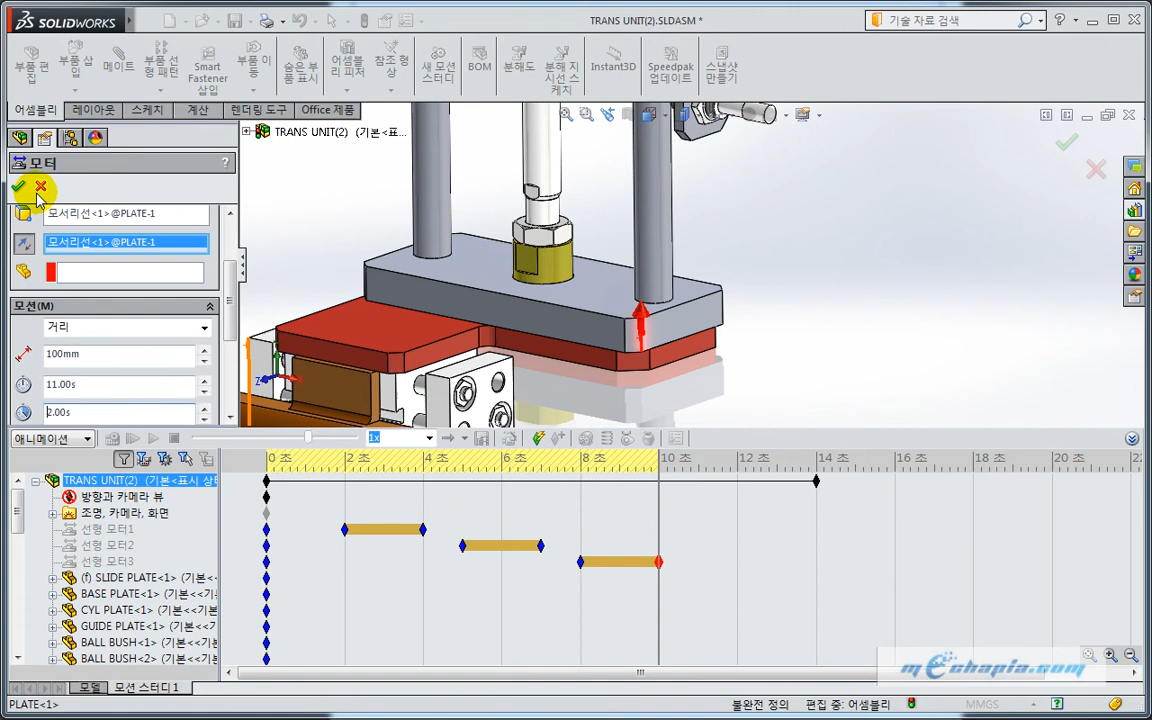 SOLIDWORKS
TRANS UNIT(2).SLDASM *
기술 자료 검색
부품 편집
부품 삽입
메이트
부품 선형 패턴
Smart Fastener 삽입
부품 이동
숨은 부품 표시
어셈블리 피처
참조 형상
새 모션 스터디
BOM
분해도
분해 지시선 스케치
Instant3D
Speedpak 업데이트
스냅샷 만들기
어셈블리
레이아웃
스케치
계산
렌더링 도구
Office 제품
TRANS UNIT(2) (기본<표...
모터
?
모서리선<1>@PLATE-1
모서리선<1>@PLATE-1
모션(M)
거리
100mm
11.00s
2.00s
애니메이션
1x
0 초
2 초
4 초
6 초
8 초
10 초
12 초
14 초
16 초
18 초
20 초
22
TRANS UNIT(2) (기본<표시 상
방향과 카메라 뷰
조명, 카메라, 화면
선형 모터1
선형 모터2
선형 모터3
(f) SLIDE PLATE<1> (기본<
BASE PLATE<1> (기본<<기
CYL PLATE<1> (기본<<기
GUIDE PLATE<1> (기본<
BALL BUSH<1> (기본<<
BALL BUSH<2> (기본<<
Z
mEchapia.com
모델
모션 스터디1
PLATE<1>
불완전 정의
편집 중: 어셈블리
MMGS